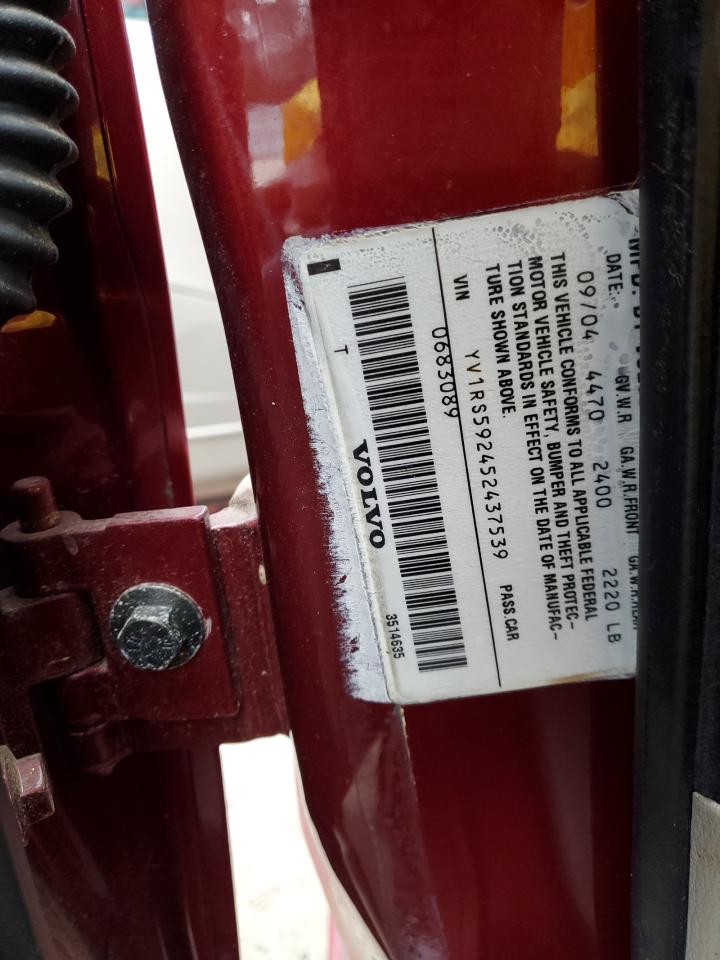 MFD. BY
DATE: G.V.W.R G.A.W.R.FRONT
09/04 4470 2400 2220 LB
THIS VEHICLE CONFORMS TO ALL APPLICABLE FEDERAL
MOTOR VEHICLE SAFETY, BUMPER AND THEFT PROTEC-
TION STANDARDS IN EFFECT ON THE DATE OF MANUFAC-
TURE SHOWN ABOVE.
VIN YV1RS592452437539 PASS.CAR
0683089
T VOLVO 3514635